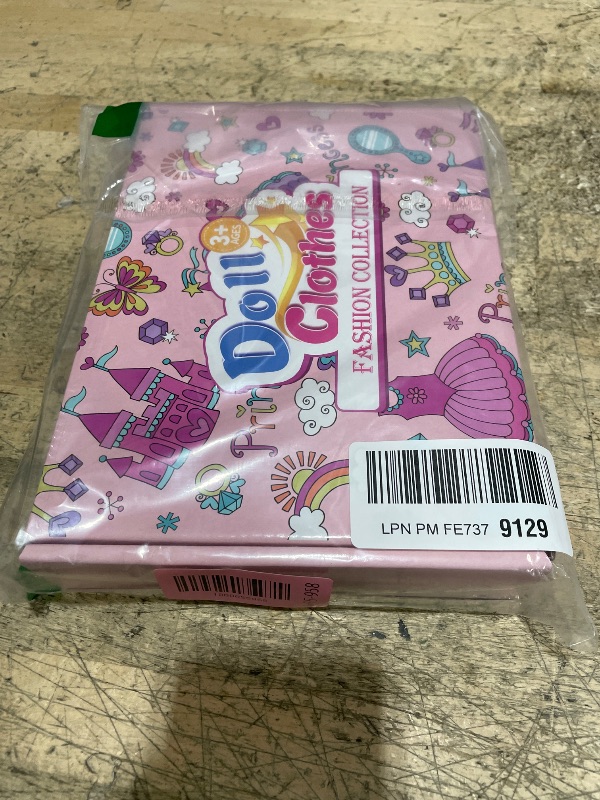 3+
AGES
Doll
Clothes
FASHION COLLECTION
LPN PM FE737 9129